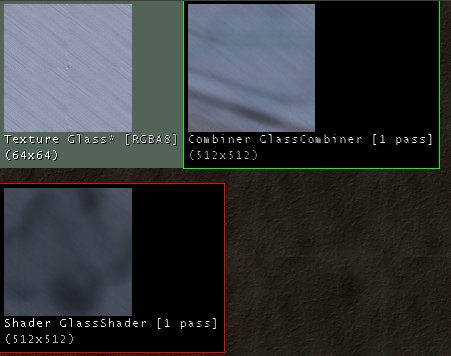 Texture Glass* [RGBA8]
(64x64)
Combiner GlassCombiner [1 pass]
(512x512)
Shader GlassShader [1 pass]
(512x512)